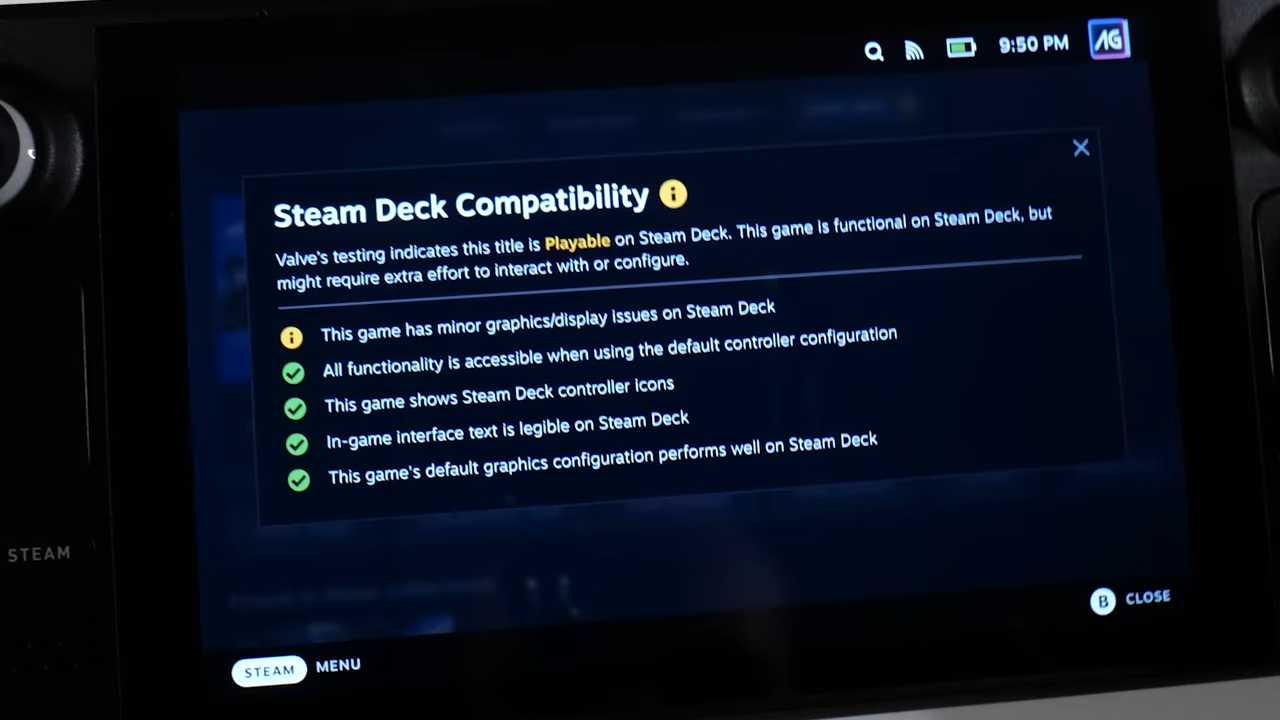 9:50 PM
AG
Steam Deck Compatibility
Valve's testing indicates this title is Playable on Steam Deck. This game is functional on Steam Deck, but
might require extra effort to interact with or configure.
This game has minor graphics/display issues on Steam Deck
All functionality is accessible when using the default controller configuration
This game shows Steam Deck controller icons
In-game interface text is legible on Steam Deck
This game's default graphics configuration performs well on Steam Deck
STEAM
B CLOSE
STEAM MENU